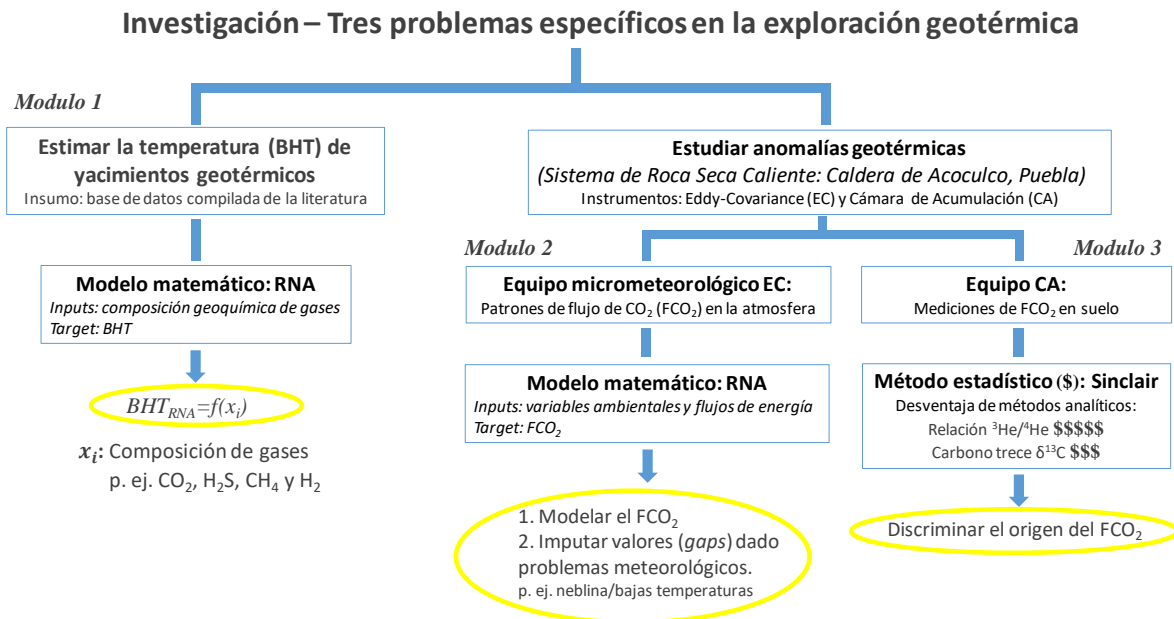 Investigación – Tres problemas específicos en la exploración geotérmica
Modulo 1
Estimar la temperatura (BHT) de
yacimientos geotérmicos
Insumo: base de datos compilada de la literatura
Modelo matemático: RNA
Inputs: composición geoquímica de gases
Target: BHT
BHT_RNA=f(x_i)
x_i: Composición de gases
p. ej. CO₂, H₂S, CH₄ y H₂
Estudiar anomalías geotérmicas
(Sistema de Roca Seca Caliente: Caldera de Acoculco, Puebla)
Instrumentos: Eddy-Covariance (EC) y Cámara de Acumulación (CA)
Modulo 2
Equipo micrometeorológico EC:
Patrones de flujo de CO₂ (FCO₂) en la atmosfera
Modelo matemático: RNA
Inputs: variables ambientales y flujos de energía
Target: FCO₂
1. Modelar el FCO₂
2. Imputar valores (gaps) dado
problemas meteorológicos.
p. ej. neblina/bajas temperaturas
Modulo 3
Equipo CA:
Mediciones de FCO₂ en suelo
Método estadístico ($): Sinclair
Desventaja de métodos analíticos:
Relación ³He/⁴He $$$$$
Carbono trece δ¹³C $$$
Discriminar el origen del FCO₂